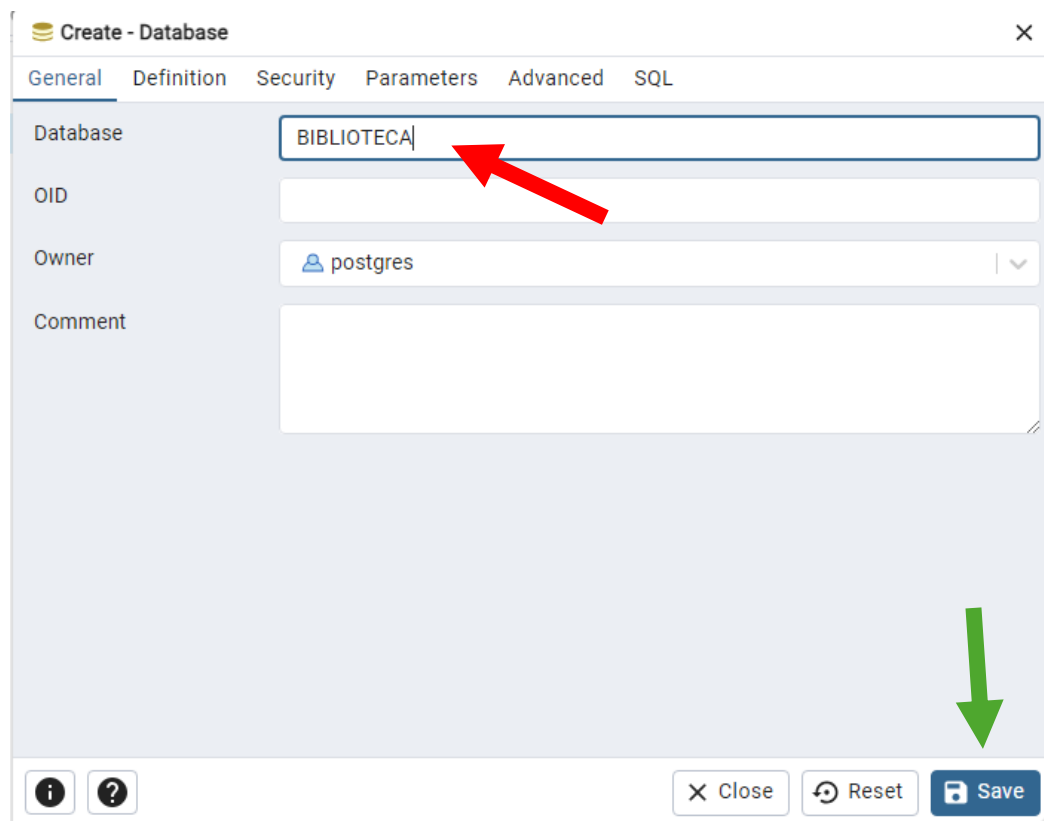 Create - Database
General Definition Security Parameters Advanced SQL
Database BIBLIOTECA
OID
Owner postgres
Comment
Close Reset Save